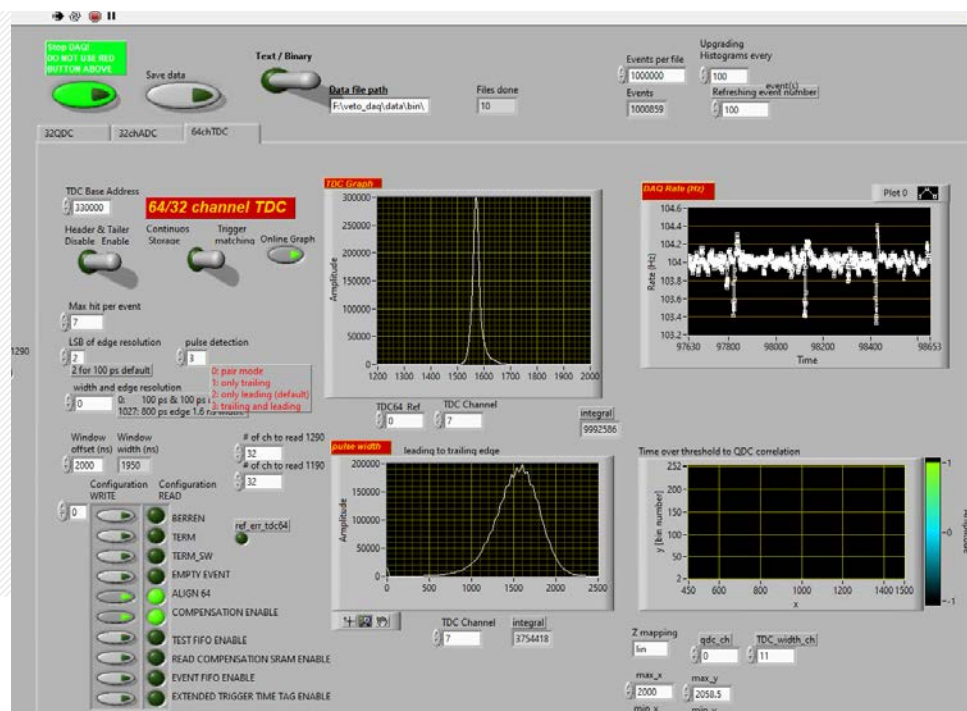 Stop DAQ!
DO NOT USE RED
BUTTON ABOVE
Save data
Text / Binary
Data file path
F:\veto_daq\data\bin\
Files done
10
Events per file
1000000
Events
1000859
Upgrading
Histograms every
100
event(s)
Refreshing event number
100
32QDC
32chADC
64chTDC
TDC Base Address
330000
64/32 channel TDC
Header & Tailer
Disable Enable
Continuos
Storage
Trigger
matching
Online Graph
Max hit per event
7
LSB of edge resolution
2
2 for 100 ps default
pulse detection
3
0: pair mode
1: only trailing
2: only leading (default)
3: trailing and leading
width and edge resolution
0
0: 100 ps & 100 ps
1027: 800 ps edge 1.6 ns width
1290
Window
offset (ns)
2000
Window
width (ns)
1950
# of ch to read 1290
32
# of ch to read 1190
32
Configuration
WRITE
Configuration
READ
0
BERREN
TERM
TERM_SW
EMPTY EVENT
ALIGN 64
COMPENSATION ENABLE
TEST FIFO ENABLE
READ COMPENSATION SRAM ENABLE
EVENT FIFO ENABLE
EXTENDED TRIGGER TIME TAG ENABLE
ref_err_tdc64
TDC Graph
Amplitude
300000
250000
200000
150000
100000
50000
0
1200 1300 1400 1500 1600 1700 1800 1900 2000
TDC64 Ref
0
TDC Channel
7
integral
9992586
pulse width
leading to trailing edge
Amplitude
200000
150000
100000
50000
0
0 500 1000 1500 2000 2500
TDC Channel
7
integral
3754418
DAQ Rate (Hz)
Plot 0
Rate (Hz)
104.6
104.4
104.2
104
103.8
103.6
103.4
103.2
97630 97800 98000 98200 98400 98653
Time
Time over threshold to QDC correlation
y [bin number]
252
200
150
100
50
2
450 600 800 1000 1200 1400 1500
x
1
0
-1
Z mapping
lin
qdc_ch
0
TDC_width_ch
11
max_x
2000
max_y
2058.5
min_x
min_y